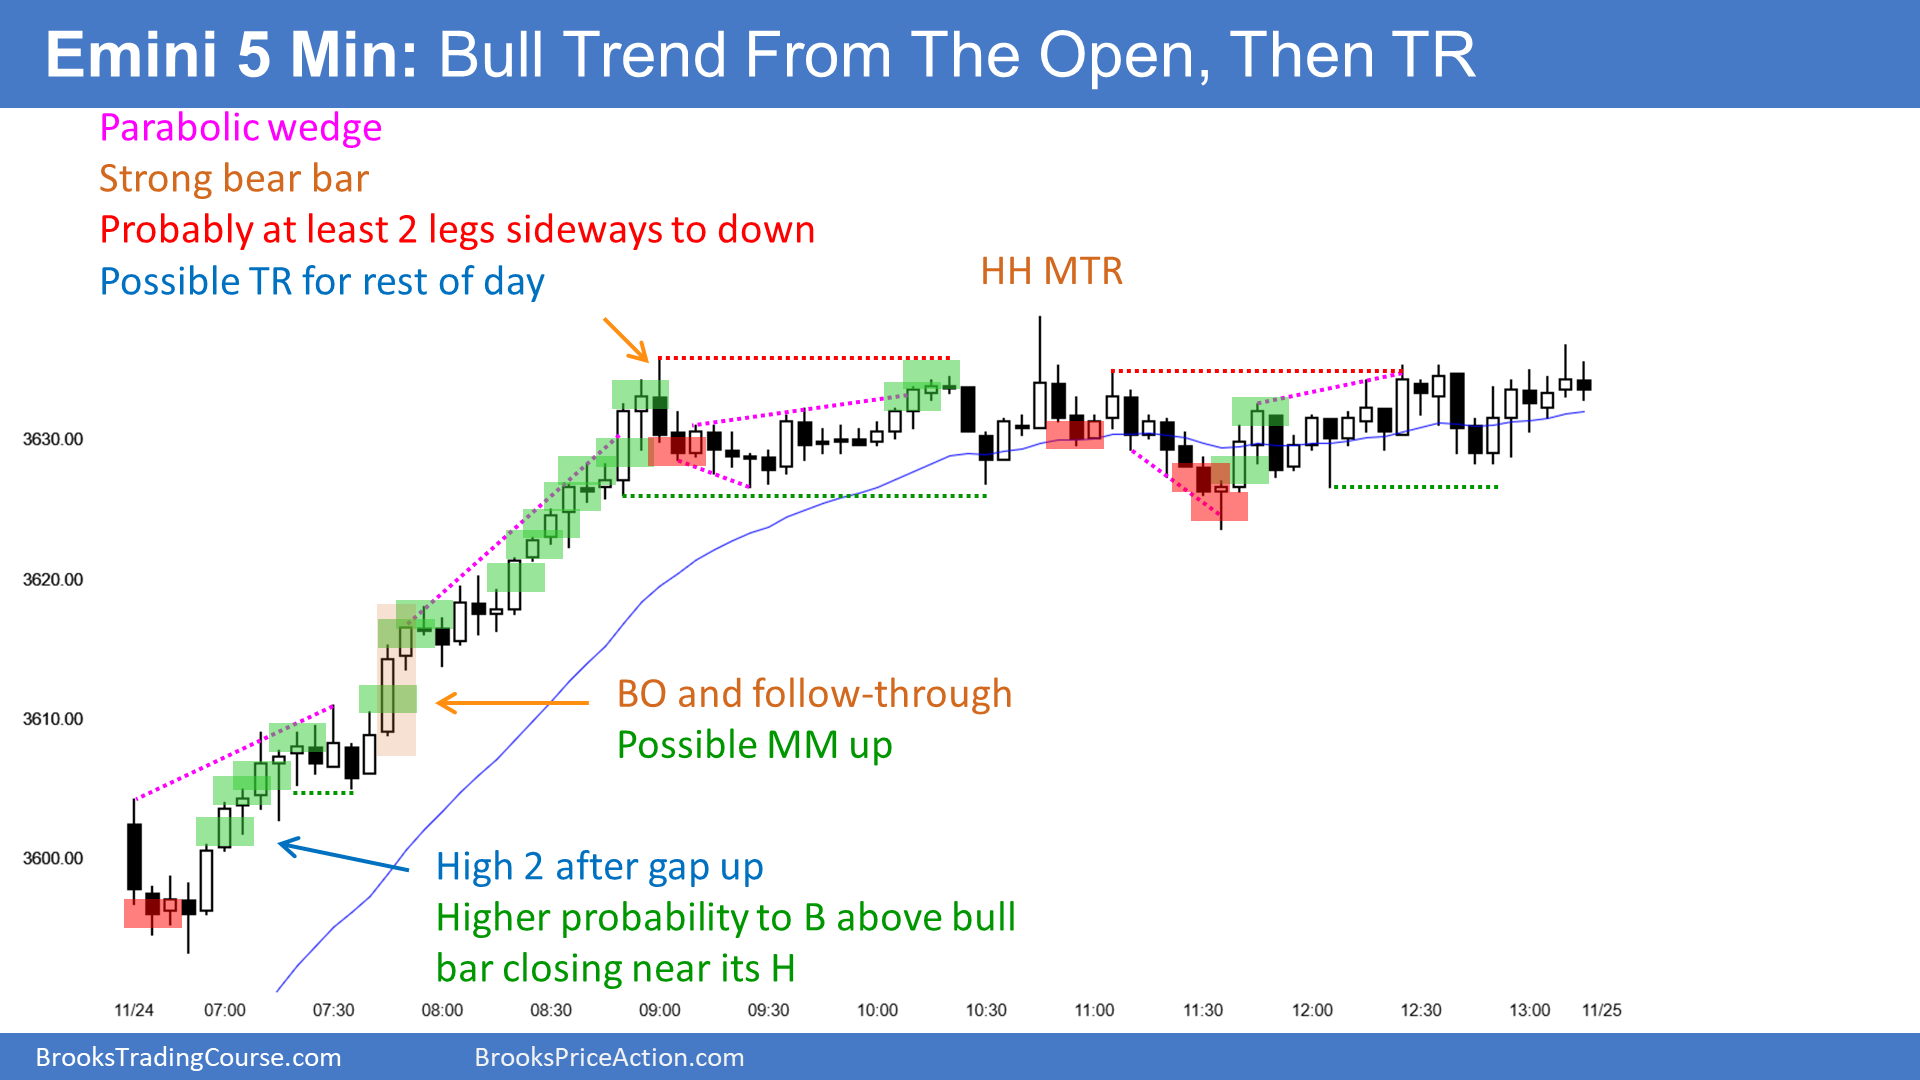 Emini 5 Min: Bull Trend From The Open, Then TR
Parabolic wedge
Strong bear bar
Probably at least 2 legs sideways to down
Possible TR for rest of day
HH MTR
3630.00
3620.00
BO and follow-through
3610.00
Possible MM up
3600.00
High 2 after gap up
Higher probability to B above bull
bar closing near its H
11/24 07:00 07:30 08:00 08:30 09:00 09:30 10:00 10:30 11:00 11:30 12:00 12:30 13:00 11/25
BrooksTradingCourse.com BrooksPriceAction.com